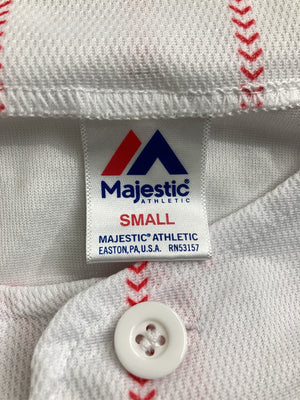 Majestic®
ATHLETIC
SMALL
MAJESTIC® ATHLETIC
EASTON, PA, U.S.A. RN53157